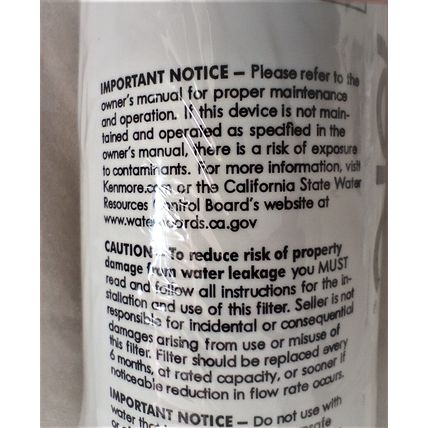 IMPORTANT NOTICE – Please refer to the
owner's manual for proper maintenance
and operation. If this device is not main-
tained and operated as specified in the
owner's manual, there is a risk of exposure
to contaminants. For more information, visit
Kenmore.com or the California State Water
Resources Control Board's website at
www.waterboards.ca.gov
CAUTION – To reduce risk of property
damage from water leakage you MUST
read and follow all instructions for the in-
stallation and use of this filter. Seller is not
responsible for incidental or consequential
damages arising from use or misuse of
this filter. Filter should be replaced every
6 months, at rated capacity, or sooner if
noticeable reduction in flow rate occurs.
IMPORTANT NOTICE – Do not use with
water that